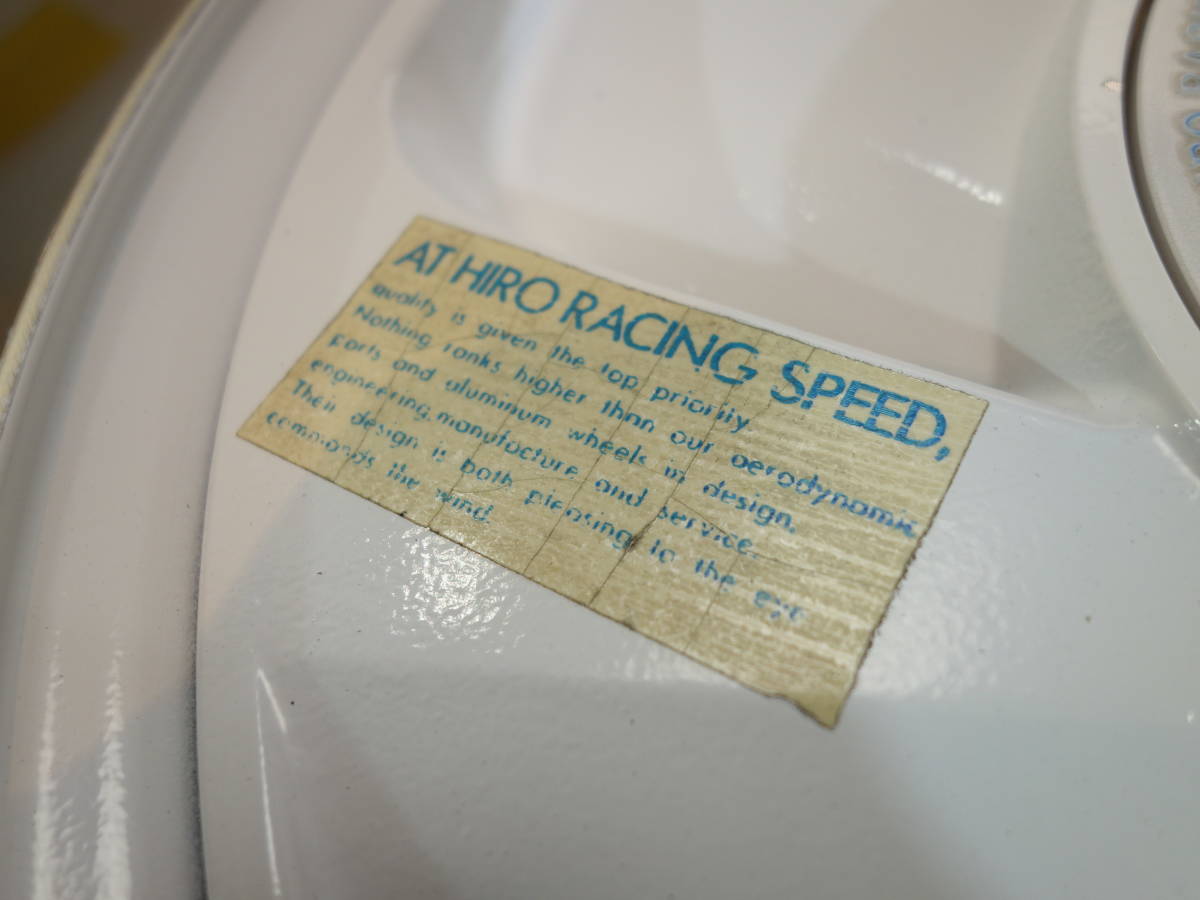 AT HIRO RACING SPEED,
quality is given the top priority
Nothing ranks higher than our aerodynamic
parts and aluminum wheels in design,
engineering, manufacture and service.
Their design is both pleasing to the eye
commands the wind.